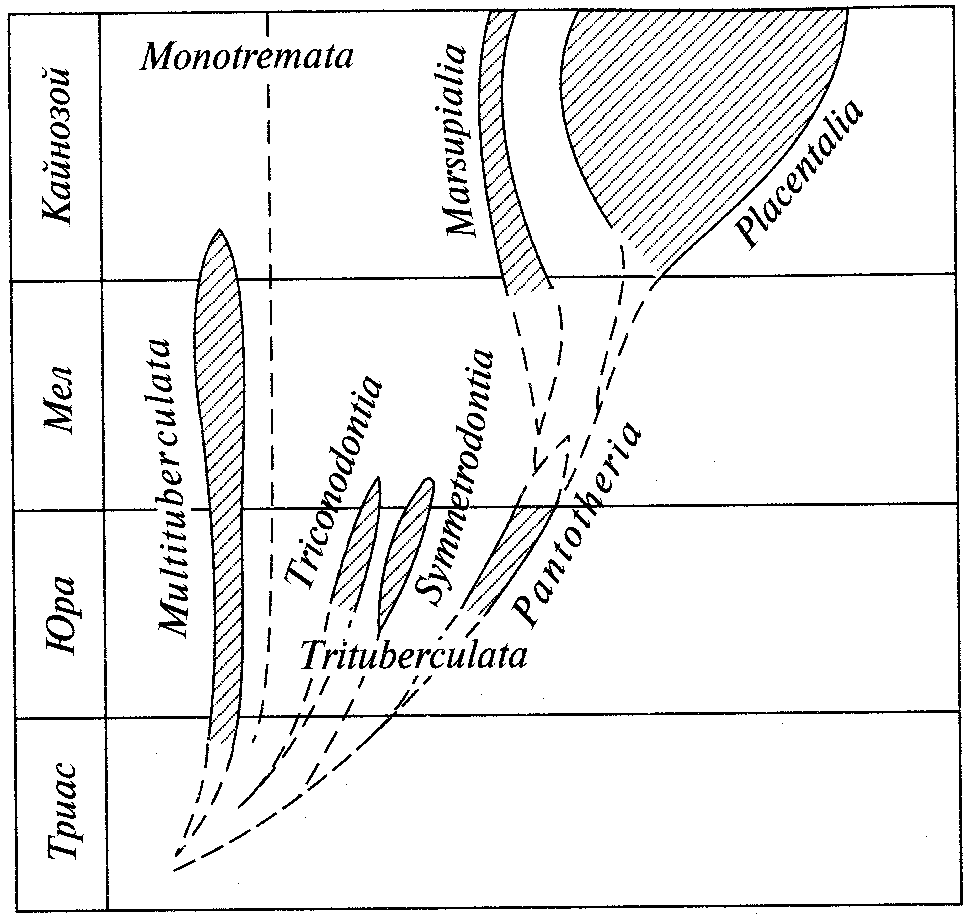 Кайнозой
Monotremata
Marsupialia
Placentalia
Мел
Multituberculata
Triconodontia
Symmetrodontia
Pantotheria
Юра
Trituberculata
Триас